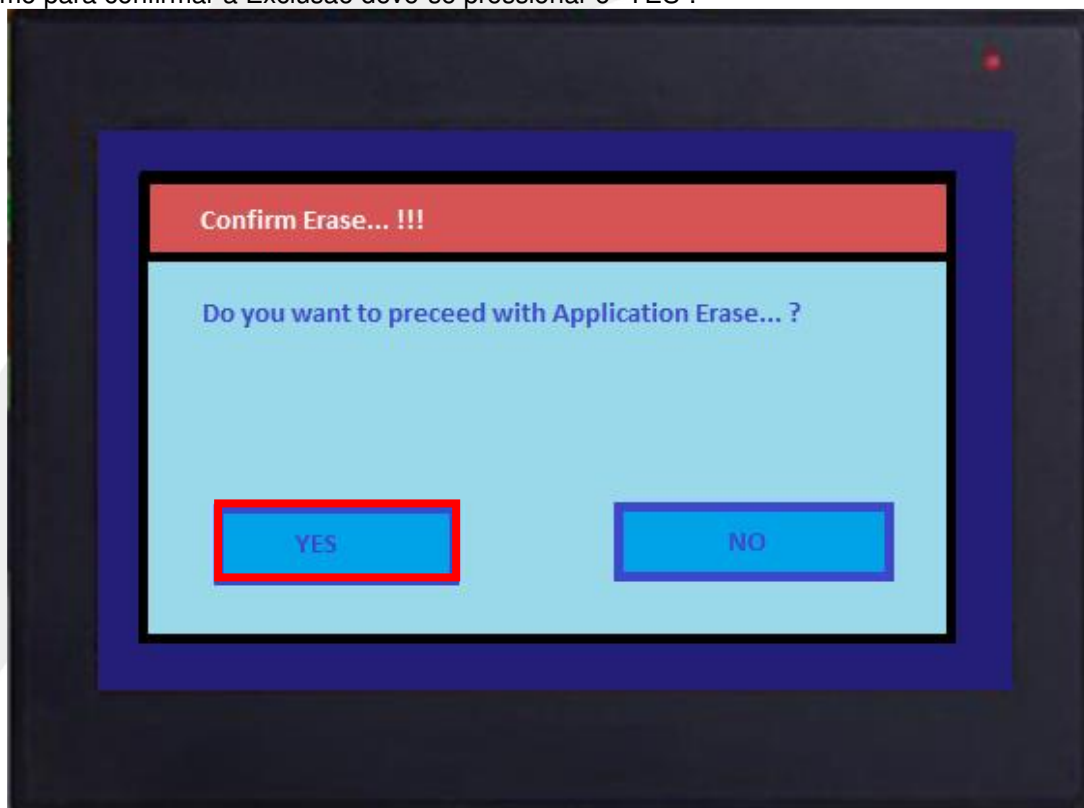 para confirmar a Exclusão deve-se pressionar o "YES".
Confirm Erase... !!!
Do you want to preceed with Application Erase... ?
YES NO